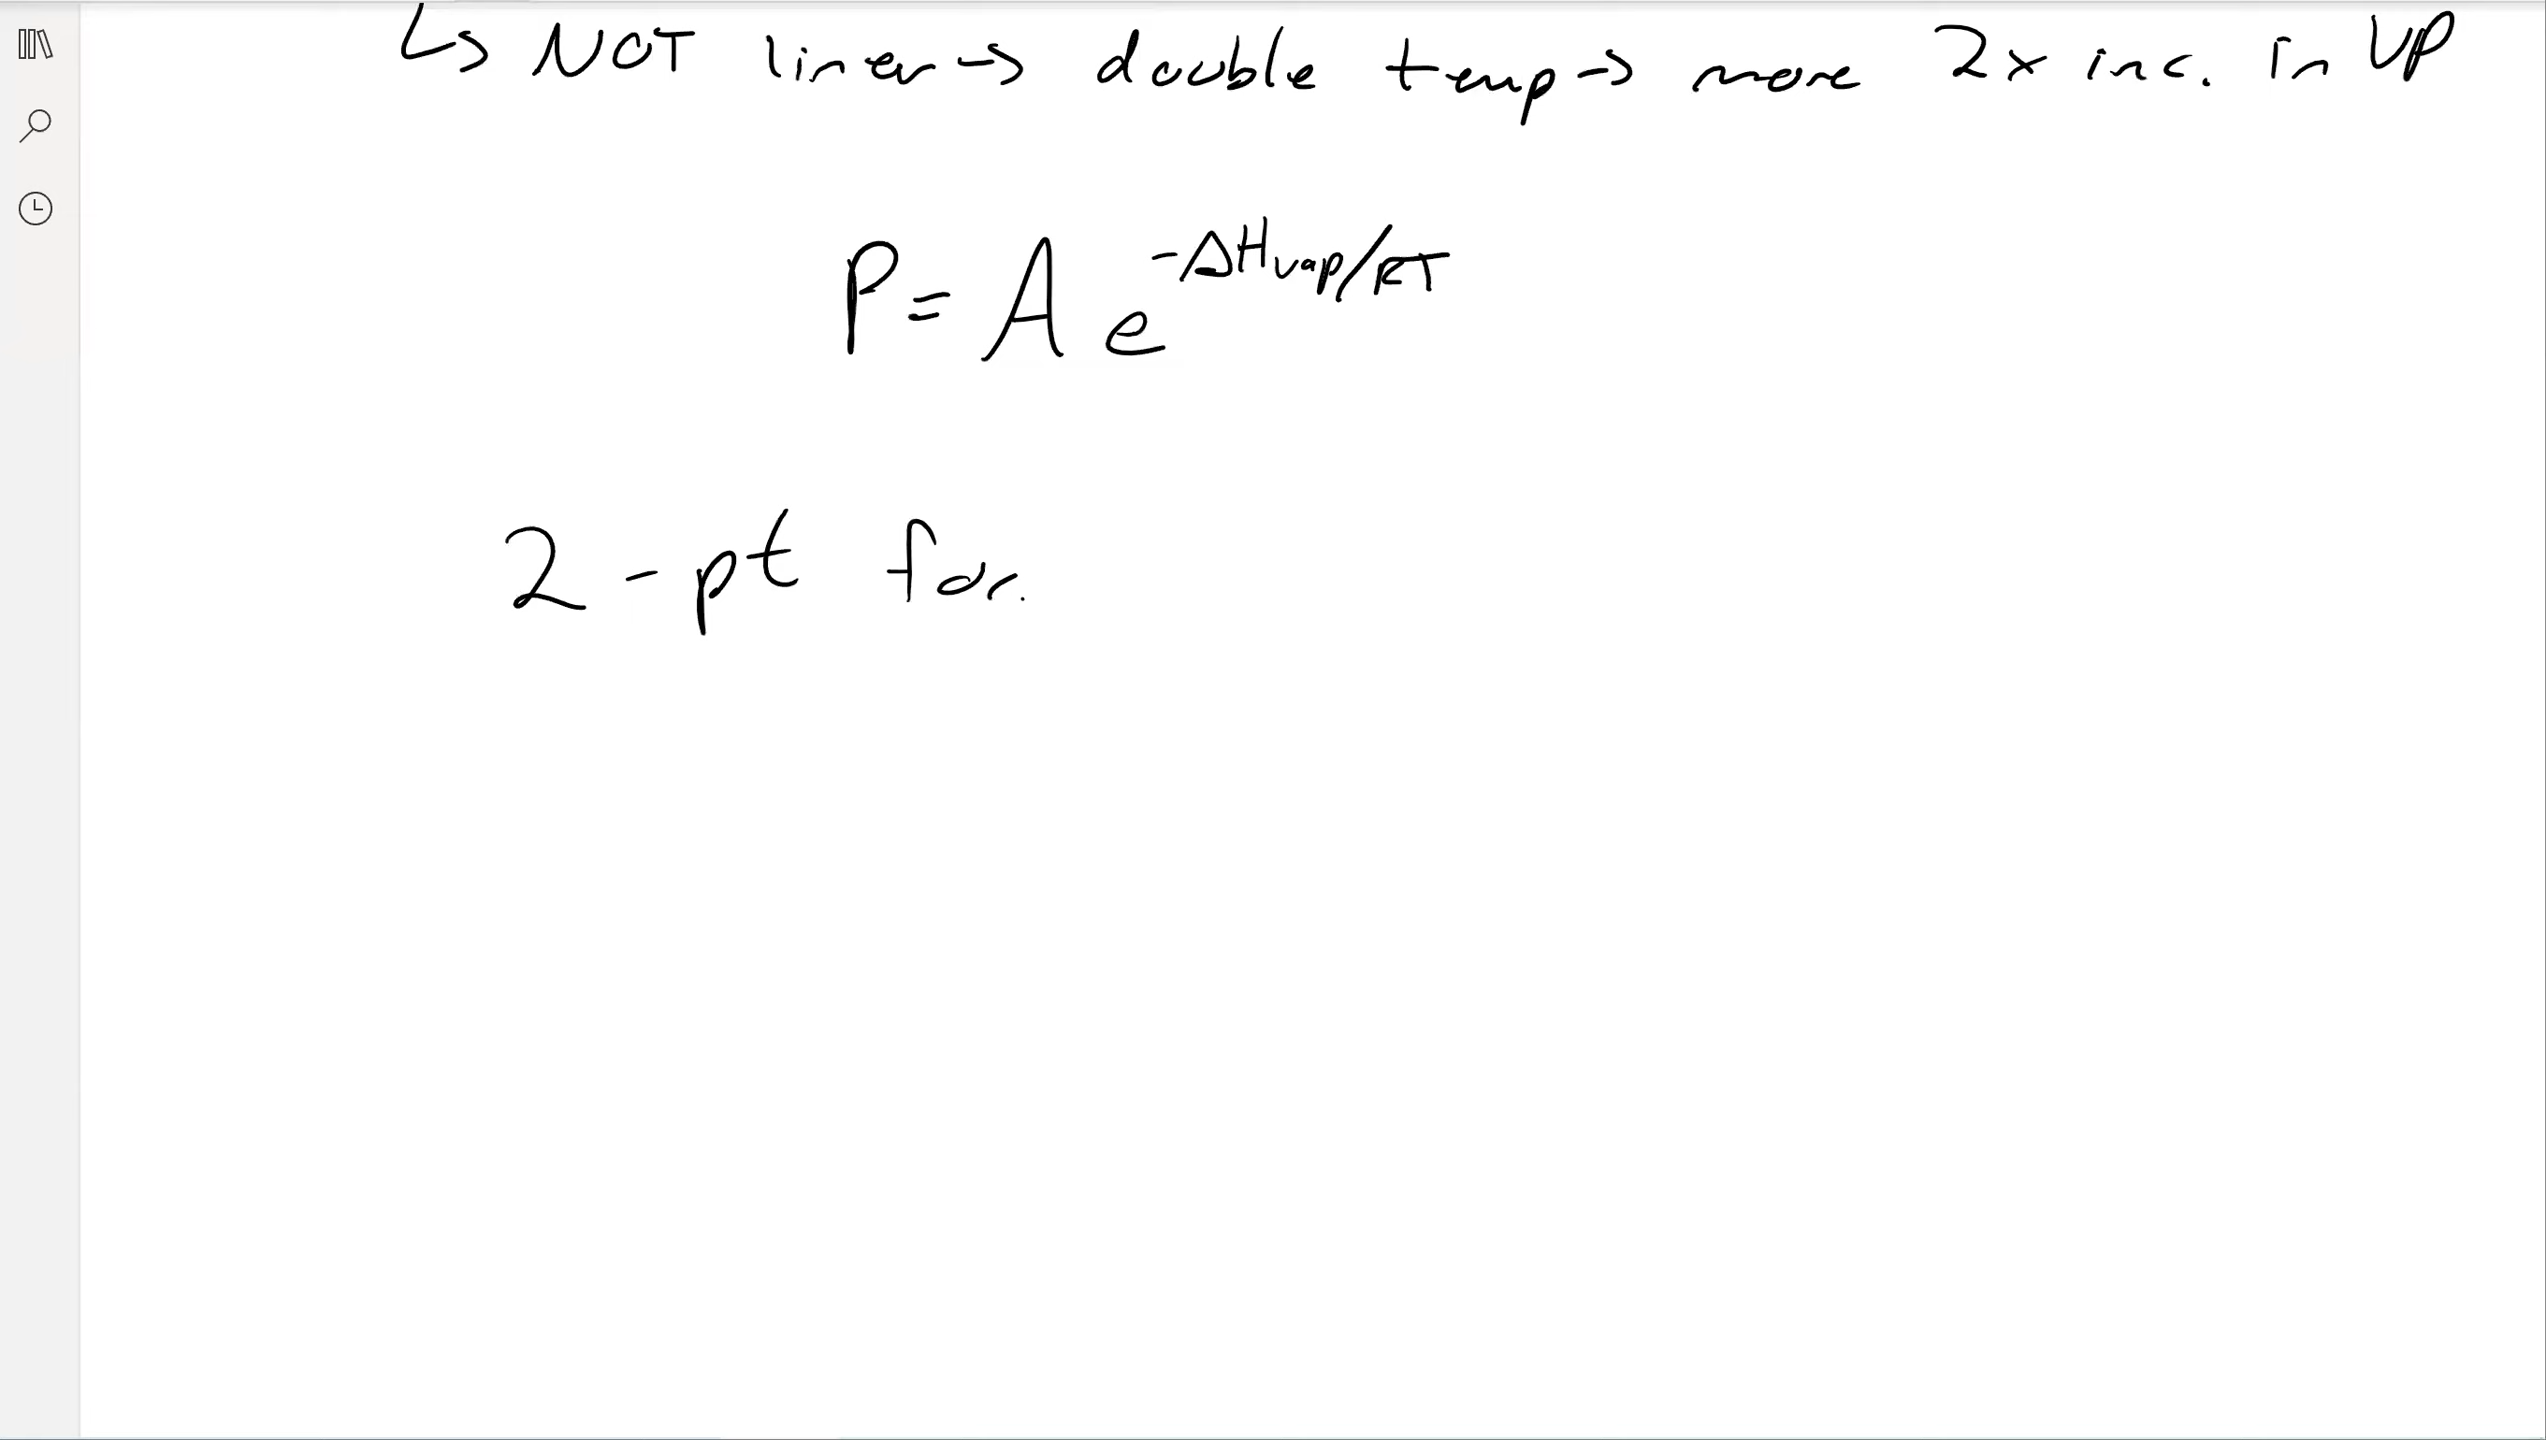 ↳ NOT liner → double temp → more 2x inc. in VP
P = A e^-ΔHvap/RT
2-pt for.